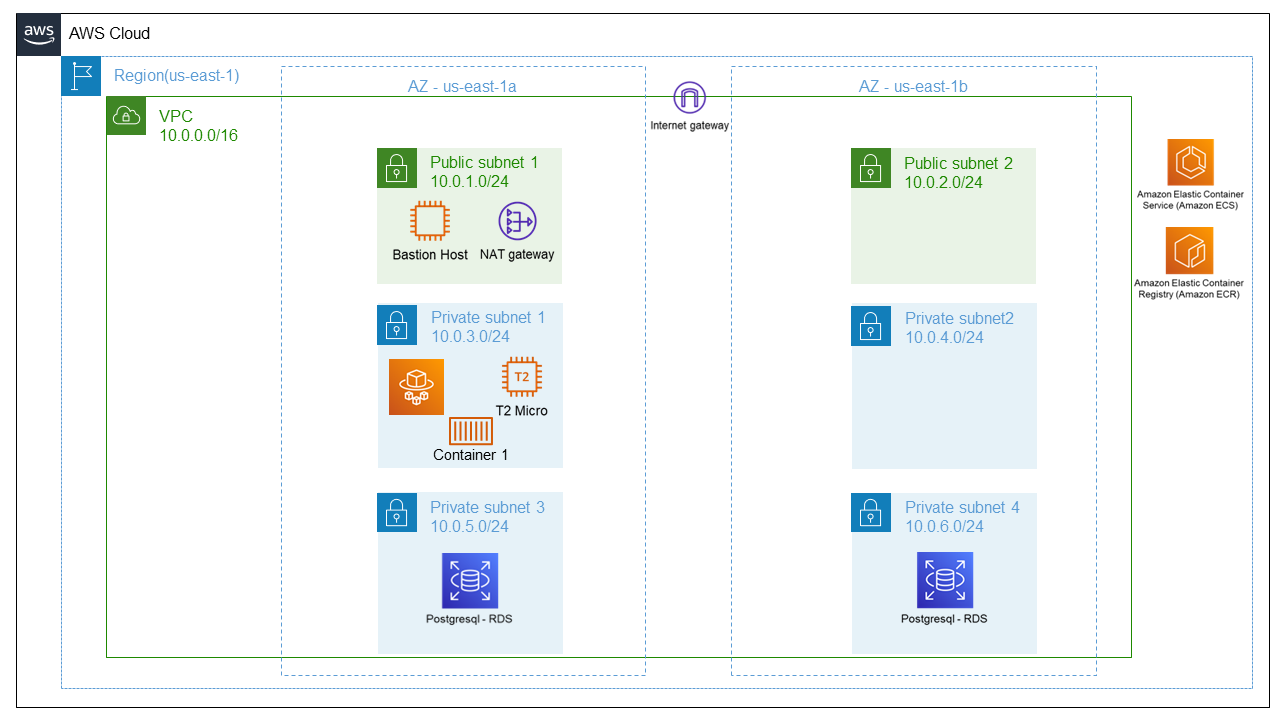 aws
AWS Cloud
Region(us-east-1)
AZ - us-east-1a
AZ - us-east-1b
Internet gateway
VPC
10.0.0.0/16
Public subnet 1
10.0.1.0/24
Bastion Host
NAT gateway
Public subnet 2
10.0.2.0/24
Amazon Elastic Container
Service (Amazon ECS)
Amazon Elastic Container
Registry (Amazon ECR)
Private subnet 1
10.0.3.0/24
T2
T2 Micro
Container 1
Private subnet2
10.0.4.0/24
Private subnet 3
10.0.5.0/24
Postgresql - RDS
Private subnet 4
10.0.6.0/24
Postgresql - RDS